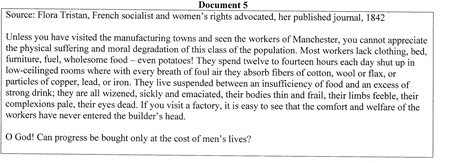 Document 5
Source: Flora Tristan, French socialist and women's rights advocated, her published journal, 1842
Unless you have visited the manufacturing towns and seen the workers of Manchester, you cannot appreciate
the physical suffering and moral degradation of this class of the population. Most workers lack clothing, bed,
furniture, fuel, wholesome food – even potatoes! They spend twelve to fourteen hours each day shut up in
low-ceilinged rooms where with every breath of foul air they absorb fibers of cotton, wool or flax, or
particles of copper, lead, or iron. They live suspended between an insufficiency of food and an excess of
strong drink; they are all wizened, sickly and emaciated, their bodies thin and frail, their limbs feeble, their
complexions pale, their eyes dead. If you visit a factory, it is easy to see that the comfort and welfare of the
workers have never entered the builder's head.
O God! Can progress be bought only at the cost of men's lives?